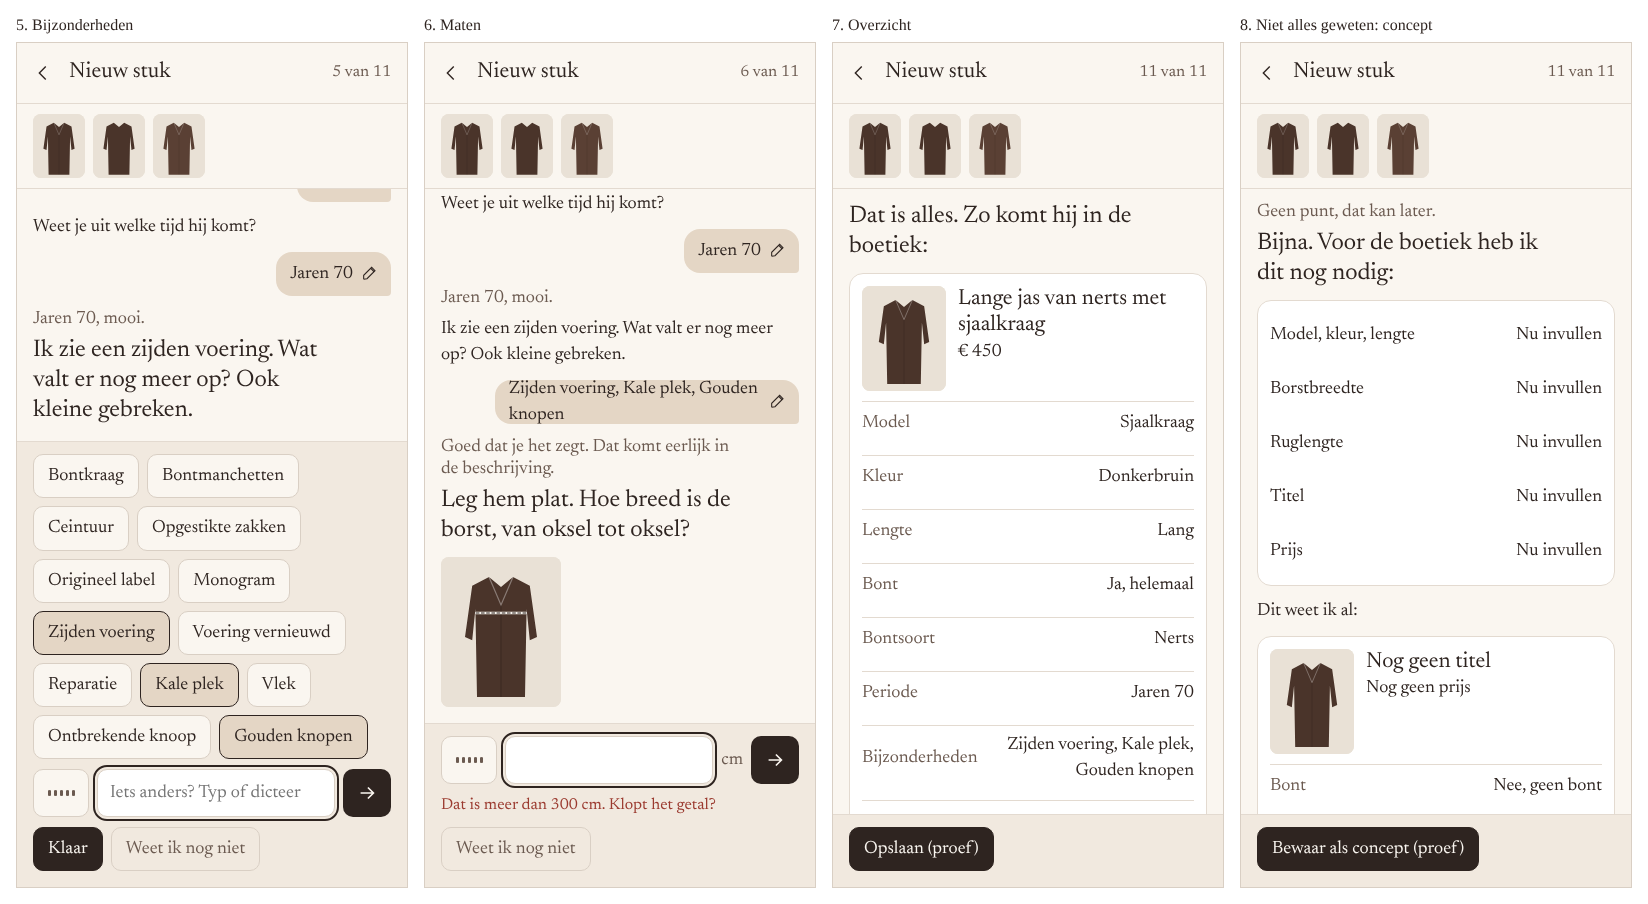 5. Bijzonderheden
Nieuw stuk
5 van 11
Weet je uit welke tijd hij komt?
Jaren 70
Jaren 70, mooi.
Ik zie een zijden voering. Wat
valt er nog meer op? Ook
kleine gebreken.
Bontkraag
Bontmanchetten
Ceintuur
Opgestikte zakken
Origineel label
Monogram
Zijden voering
Voering vernieuwd
Reparatie
Kale plek
Vlek
Ontbrekende knoop
Gouden knopen
Iets anders? Typ of dicteer
Klaar
Weet ik nog niet
6. Maten
Nieuw stuk
6 van 11
Weet je uit welke tijd hij komt?
Jaren 70
Jaren 70, mooi.
Ik zie een zijden voering. Wat valt er nog meer
op? Ook kleine gebreken.
Zijden voering, Kale plek, Gouden
knopen
Goed dat je het zegt. Dat komt eerlijk in
de beschrijving.
Leg hem plat. Hoe breed is de
borst, van oksel tot oksel?
cm
Dat is meer dan 300 cm. Klopt het getal?
Weet ik nog niet
7. Overzicht
Nieuw stuk
11 van 11
Dat is alles. Zo komt hij in de
boetiek:
Lange jas van nerts met
sjaalkraag
€ 450
Model
Sjaalkraag
Kleur
Donkerbruin
Lengte
Lang
Bont
Ja, helemaal
Bontsoort
Nerts
Periode
Jaren 70
Bijzonderheden
Zijden voering, Kale plek,
Gouden knopen
Opslaan (proef)
8. Niet alles geweten: concept
Nieuw stuk
11 van 11
Geen punt, dat kan later.
Bijna. Voor de boetiek heb ik
dit nog nodig:
Model, kleur, lengte
Nu invullen
Borstbreedte
Nu invullen
Ruglengte
Nu invullen
Titel
Nu invullen
Prijs
Nu invullen
Dit weet ik al:
Nog geen titel
Nog geen prijs
Bont
Nee, geen bont
Bewaar als concept (proef)